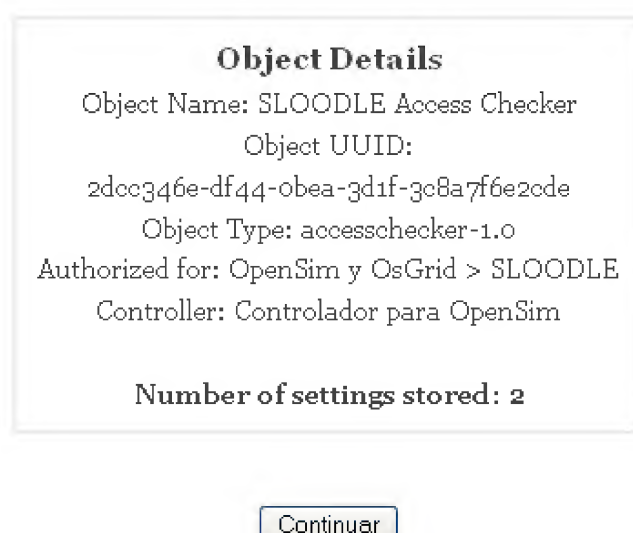 Object Details
Object Name: SLOODLE Access Checker
Object UUID:
2dcc346e-df44-0bea-3d1f-3c8a7f6e2cde
Object Type: accesschecker-1.0
Authorized for: OpenSim y OsGrid > SLOODLE
Controller: Controlador para OpenSim
Number of settings stored: 2
Continuar